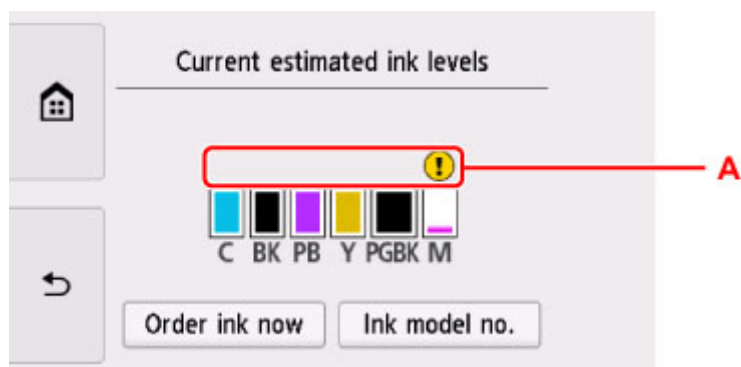 Current estimated ink levels
A
C BK PB Y PGBK M
Order ink now Ink model no.